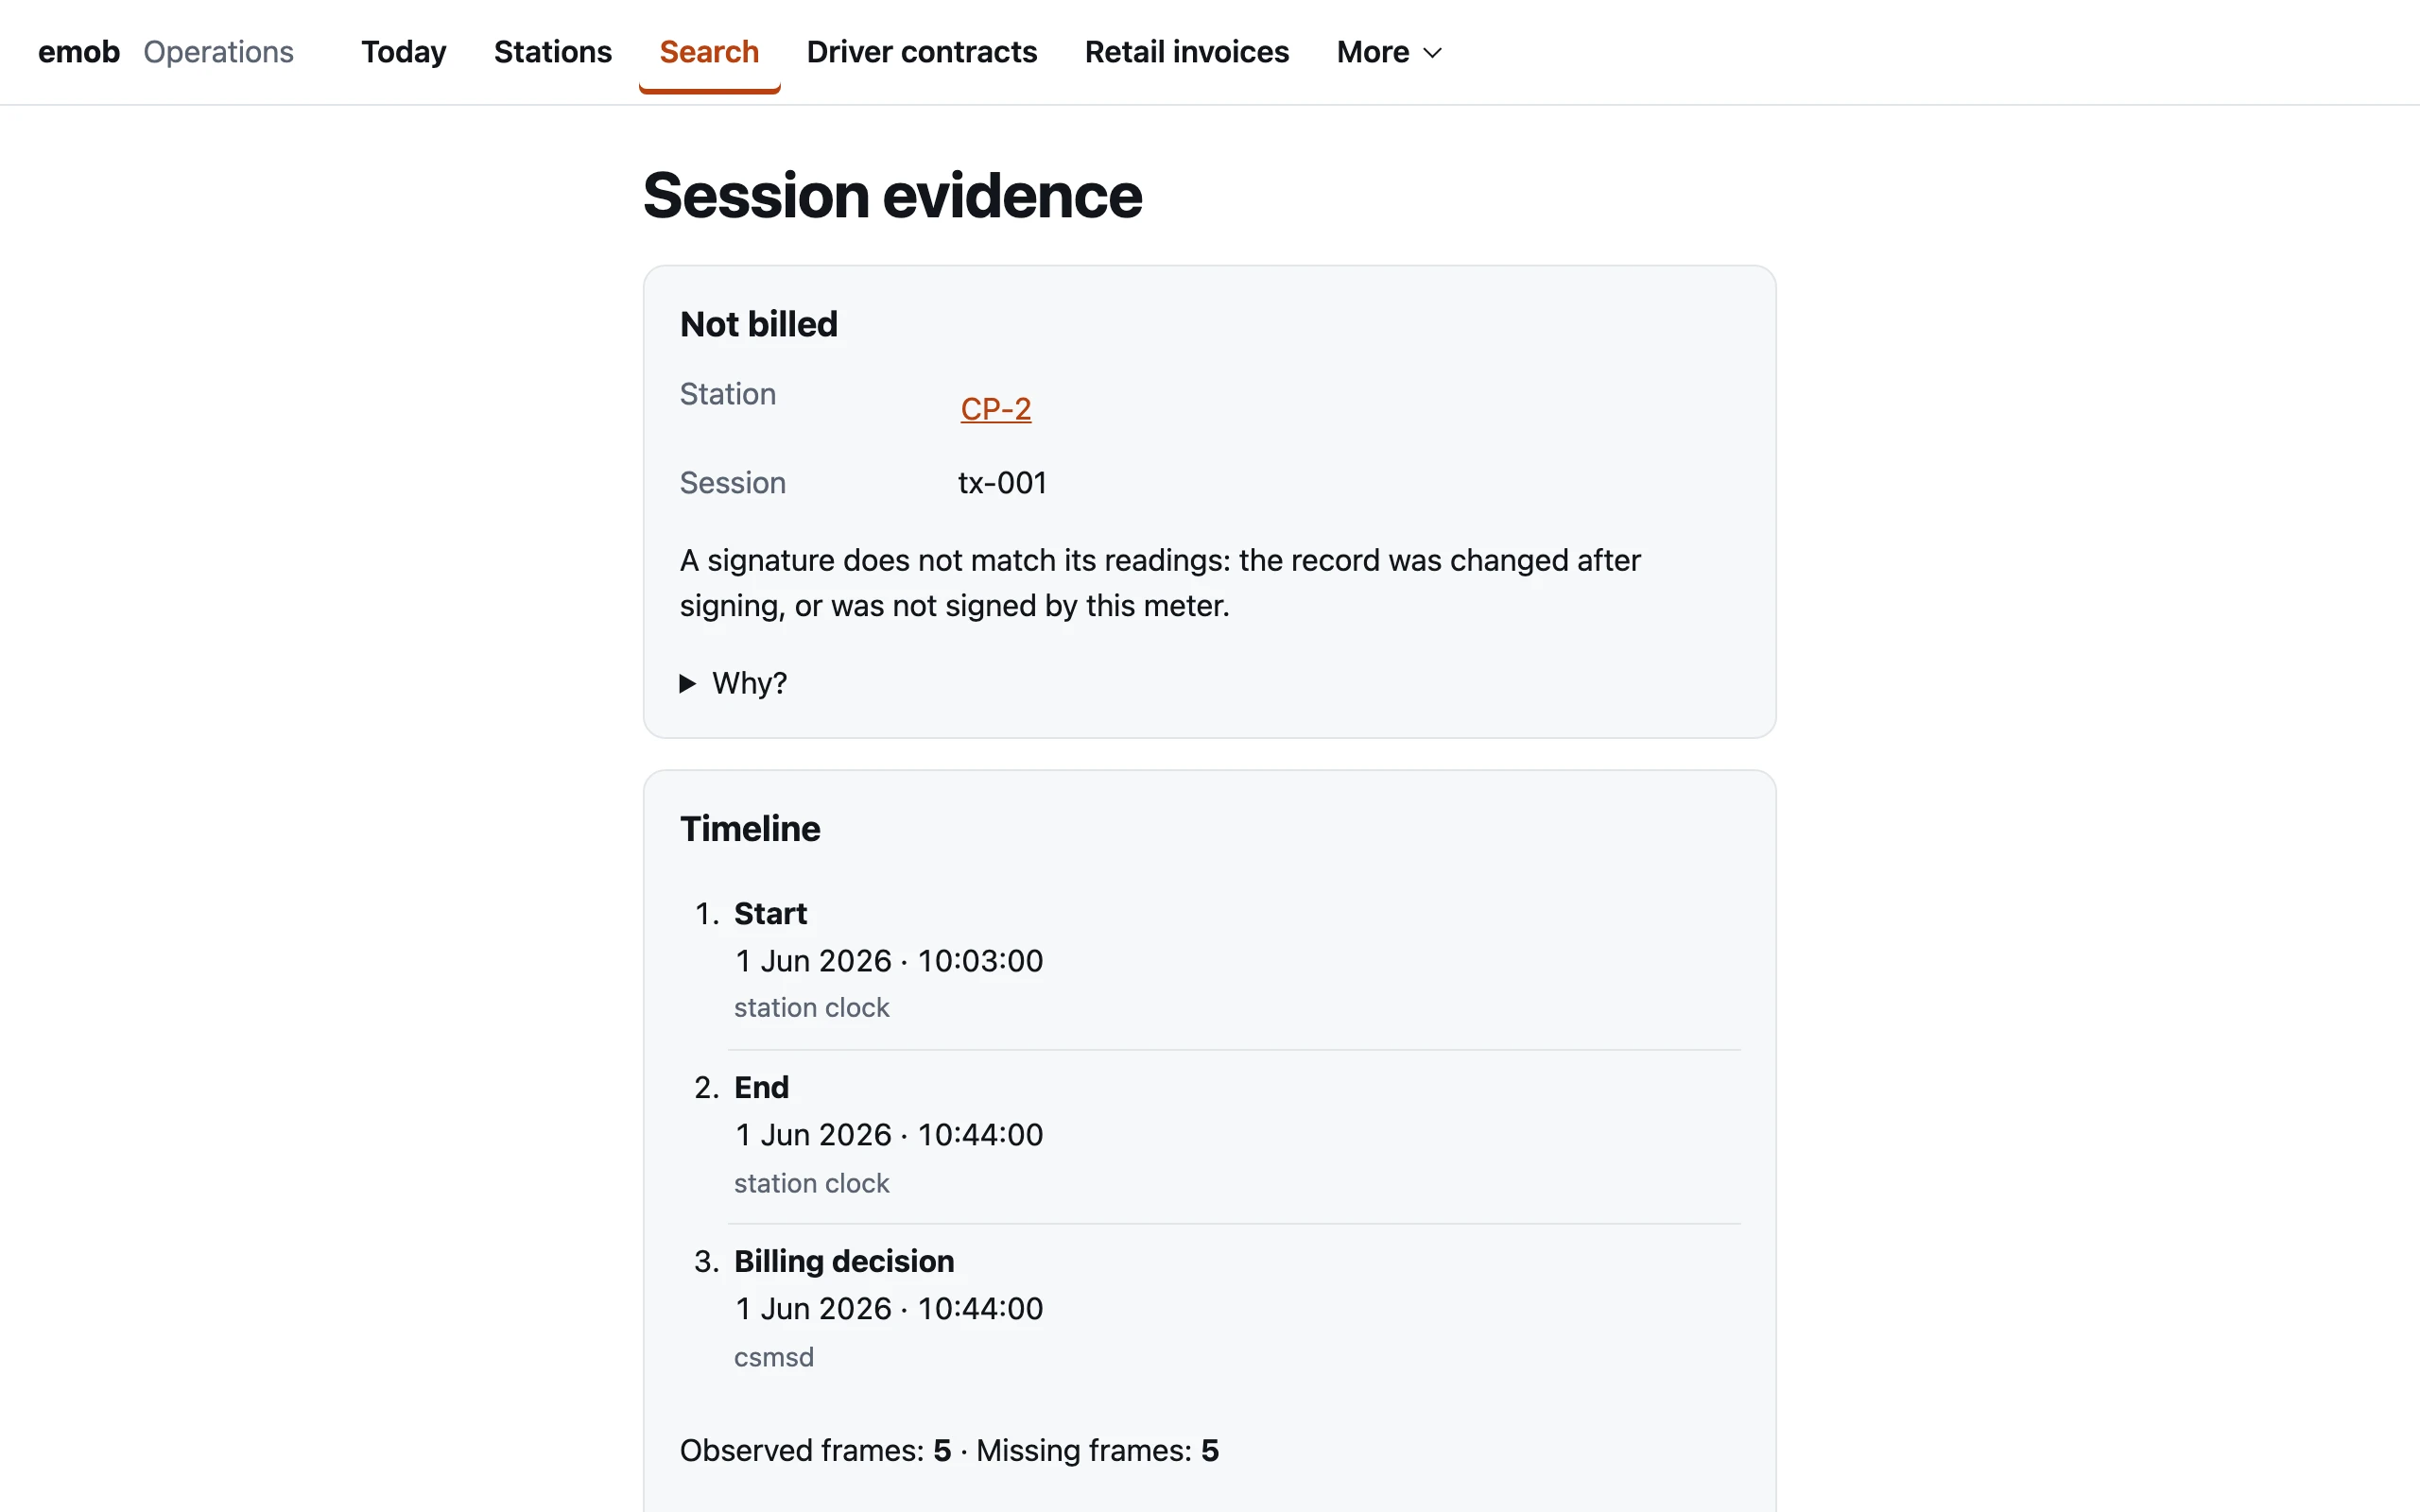 emob Operations Today Stations Search Driver contracts Retail invoices More
Session evidence
Not billed
Station CP-2
Session tx-001
A signature does not match its readings: the record was changed after
signing, or was not signed by this meter.
Why?
Timeline
1. Start
1 Jun 2026 · 10:03:00
station clock
2. End
1 Jun 2026 · 10:44:00
station clock
3. Billing decision
1 Jun 2026 · 10:44:00
csmsd
Observed frames: 5 · Missing frames: 5